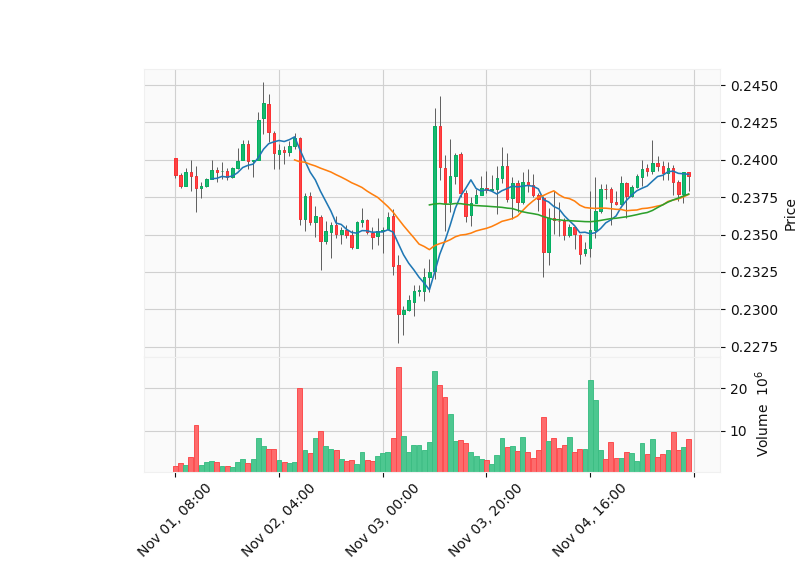 0.2450
0.2425
0.2400
0.2375
0.2350
0.2325
0.2300
0.2275
Price
20
10
Volume 10^6
Nov 01, 08:00
Nov 02, 04:00
Nov 03, 00:00
Nov 03, 20:00
Nov 04, 16:00